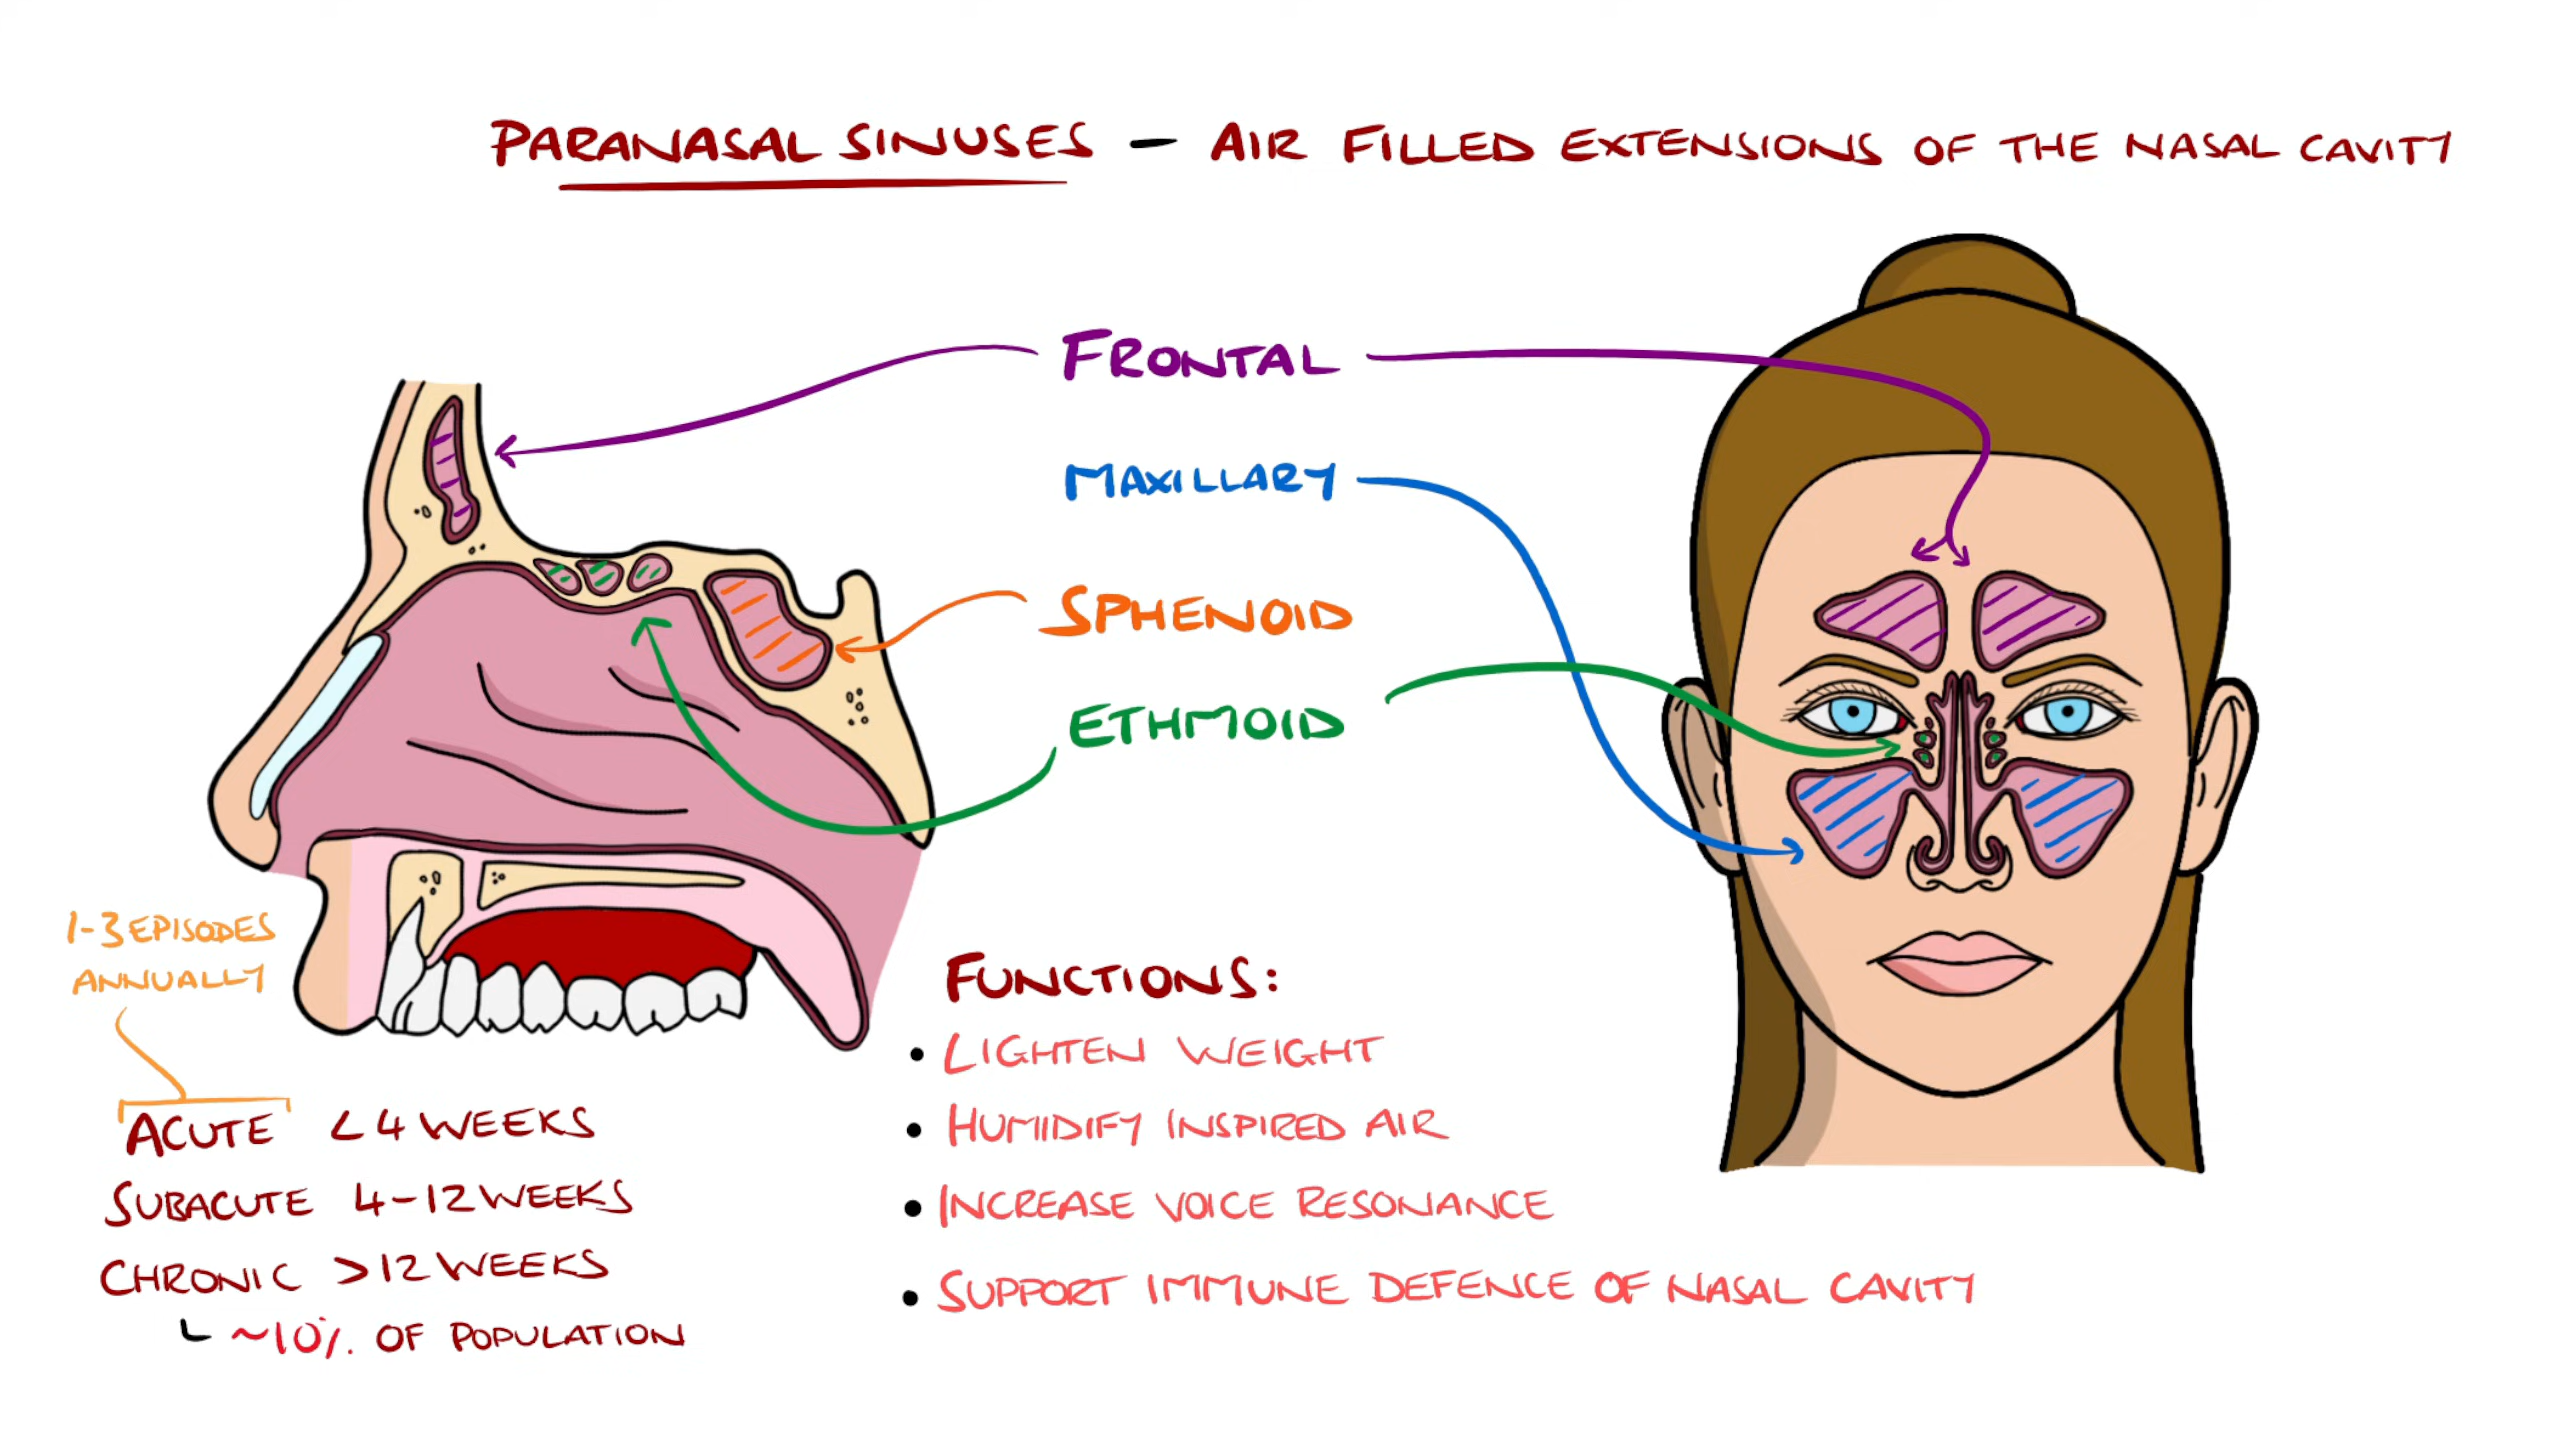 PARANASAL SINUSES – AIR FILLED EXTENSIONS OF THE NASAL CAVITY
FRONTAL
MAXILLARY
SPHENOID
ETHMOID
1-3 EPISODES
ANNUALLY
ACUTE <4 WEEKS
SUBACUTE 4-12 WEEKS
CHRONIC >12 WEEKS
~10% OF POPULATION
FUNCTIONS:
• LIGHTEN WEIGHT
• HUMIDIFY INSPIRED AIR
• INCREASE VOICE RESONANCE
• SUPPORT IMMUNE DEFENCE OF NASAL CAVITY